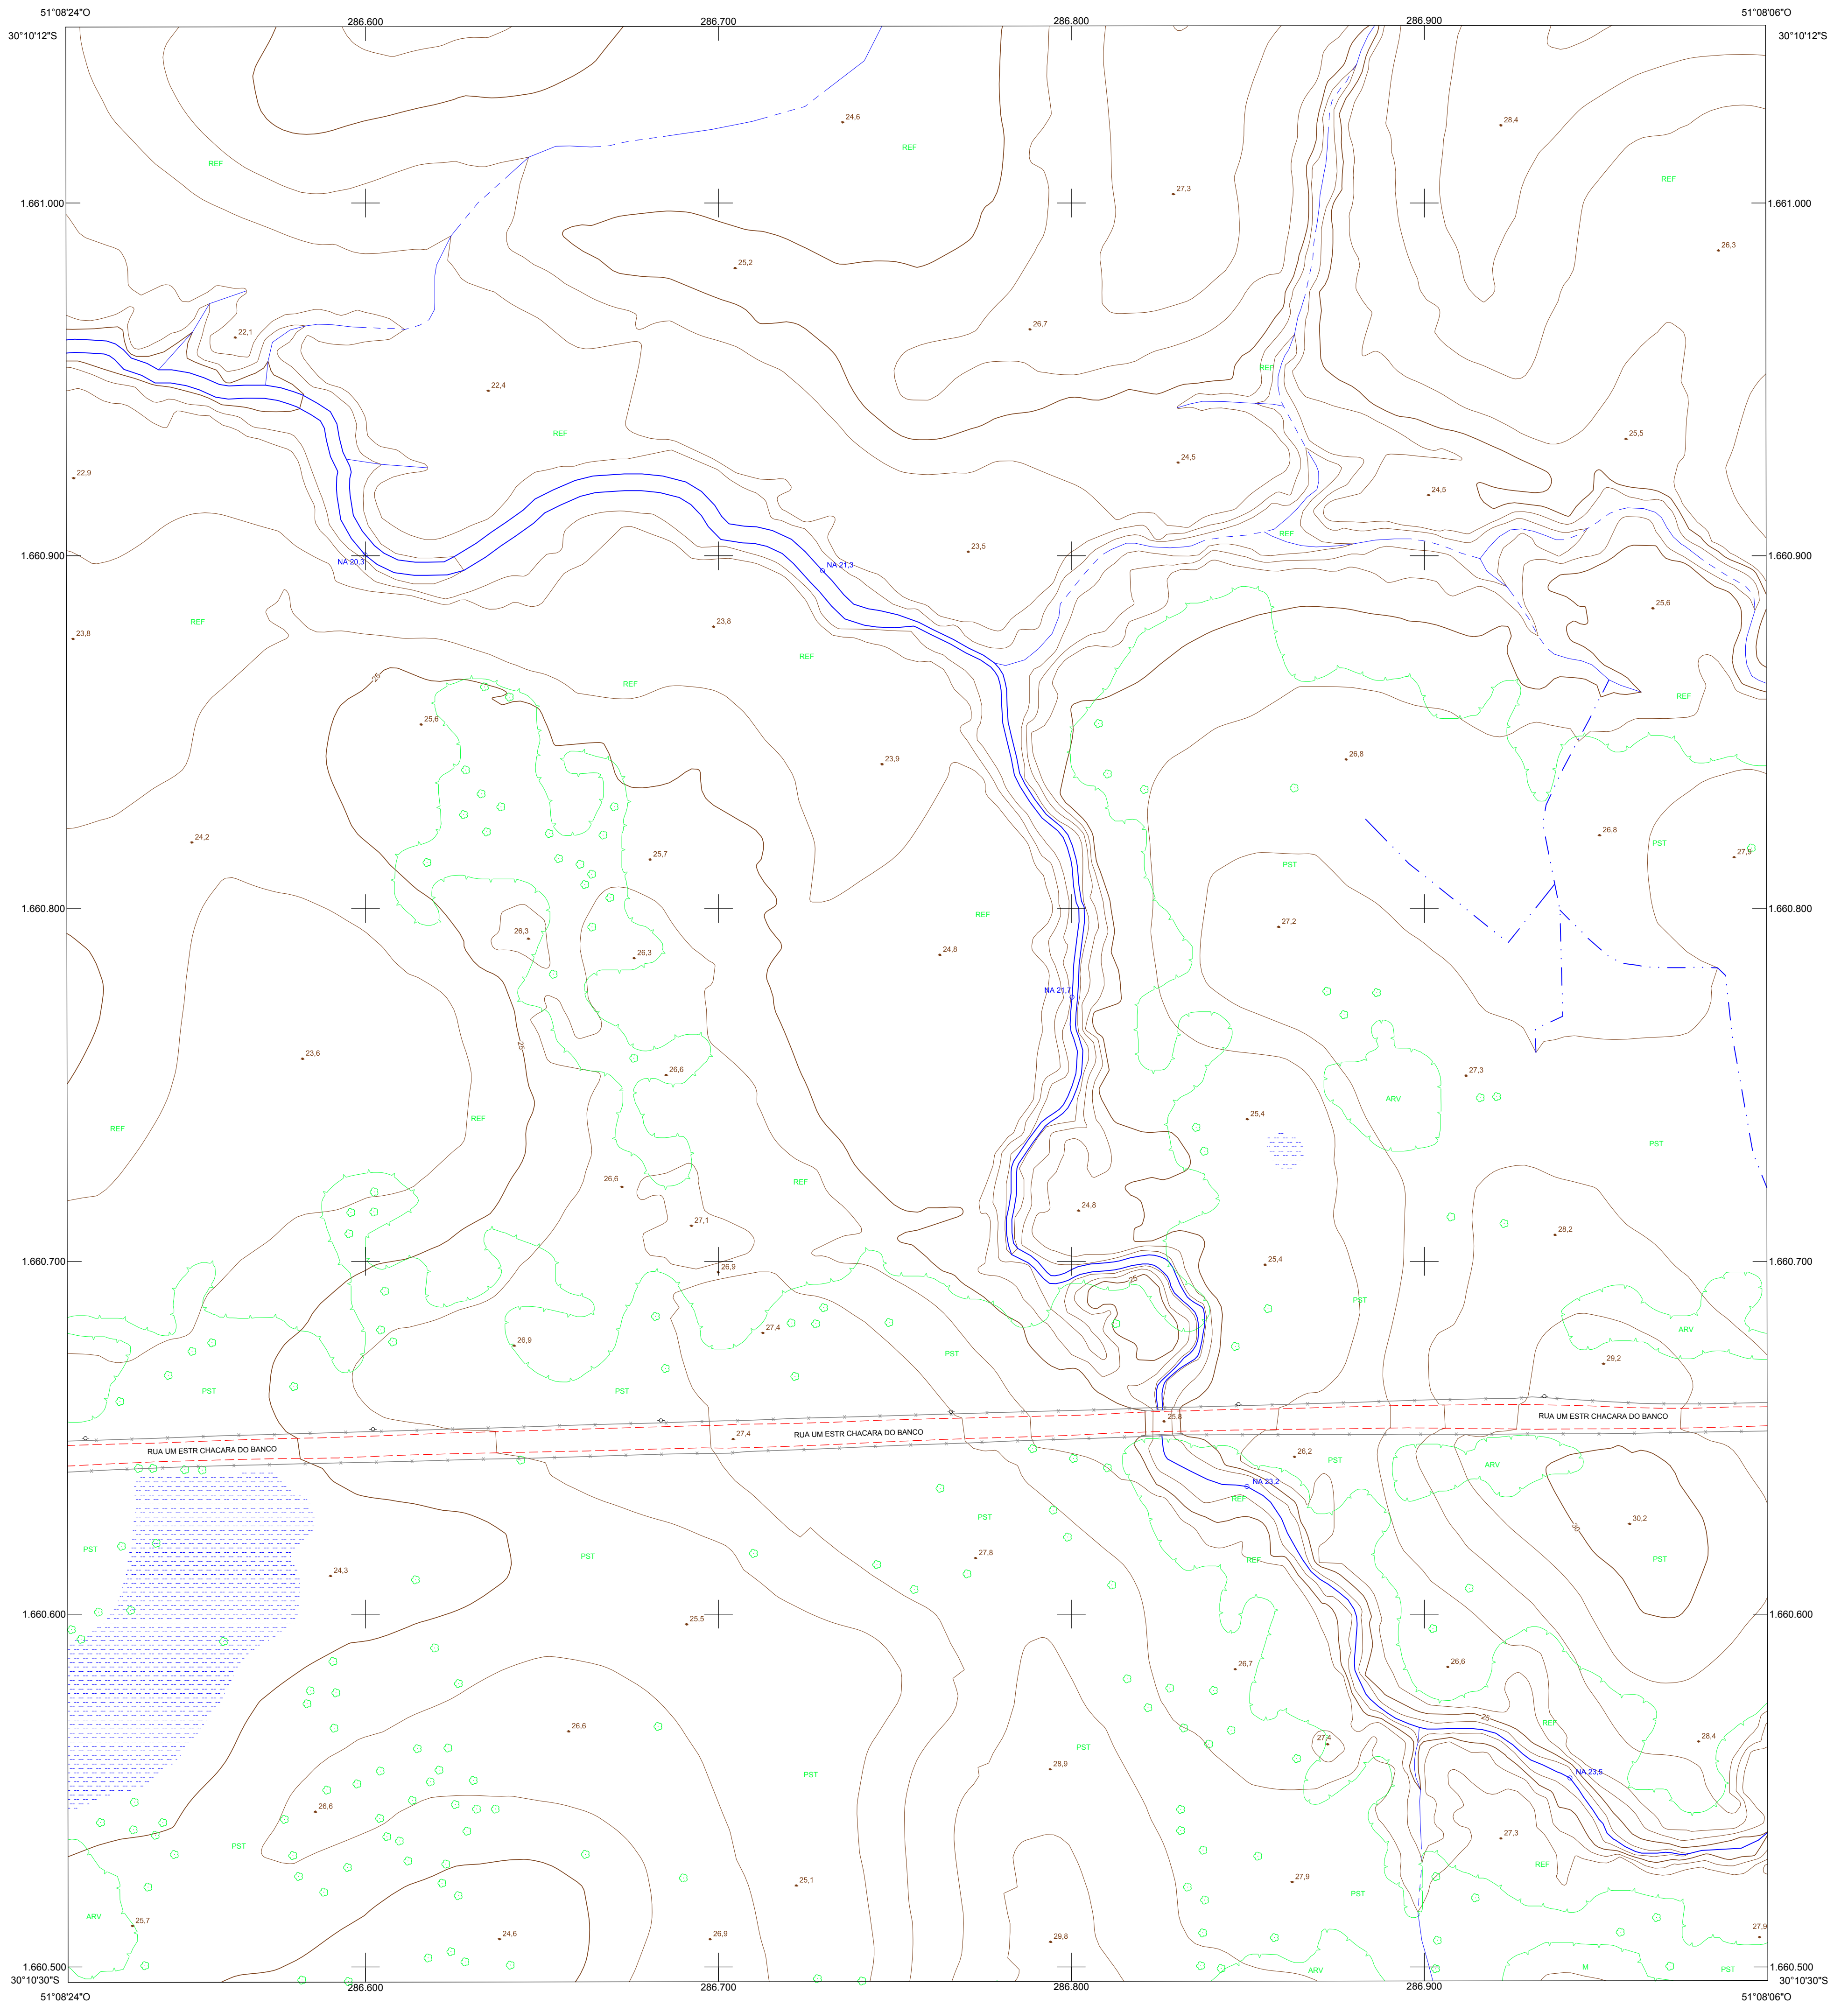 51°08'24"O
286.600
286.700
286.800
286.900
51°08'06"O
30°10'12"S
30°10'12"S
24,6
28,4
REF
REF
REF
27,3
1.661.000
1.661.000
26,3
25,2
26,7
22,1
REF
22,4
REF
25,5
24,5
22,9
24,5
REF
1.660.900
1.660.900
23,5
NA 20,3
NA 21,3
25,6
REF
23,8
23,8
REF
25
REF
REF
25,6
26,8
23,9
24,2
26,8
PST
25,7
27,9
PST
1.660.800
1.660.800
REF
27,2
26,3
26,3
24,8
NA 21,7
25
23,6
26,6
27,3
ARV
25,4
REF
REF
PST
26,6
REF
24,8
27,1
28,2
1.660.700
1.660.700
26,9
25,4
25
PST
27,4
ARV
26,9
PST
29,2
PST
PST
25,8
RUA UM ESTR CHACARA DO BANCO
27,4
RUA UM ESTR CHACARA DO BANCO
RUA UM ESTR CHACARA DO BANCO
26,2
PST
ARV
NA 23,2
REF
PST
30
30,2
PST
PST
27,8
REF
PST
24,3
1.660.600
1.660.600
25,5
26,7
26,6
25
REF
26,6
27,4
28,4
PST
28,9
PST
NA 23,5
26,6
27,3
PST
REF
25,1
27,9
PST
ARV
25,7
24,6
26,9
29,8
27,9
1.660.500
1.660.500
ARV
M
PST
30°10'30"S
30°10'30"S
286.600
286.700
286.800
286.900
51°08'24"O
51°08'06"O